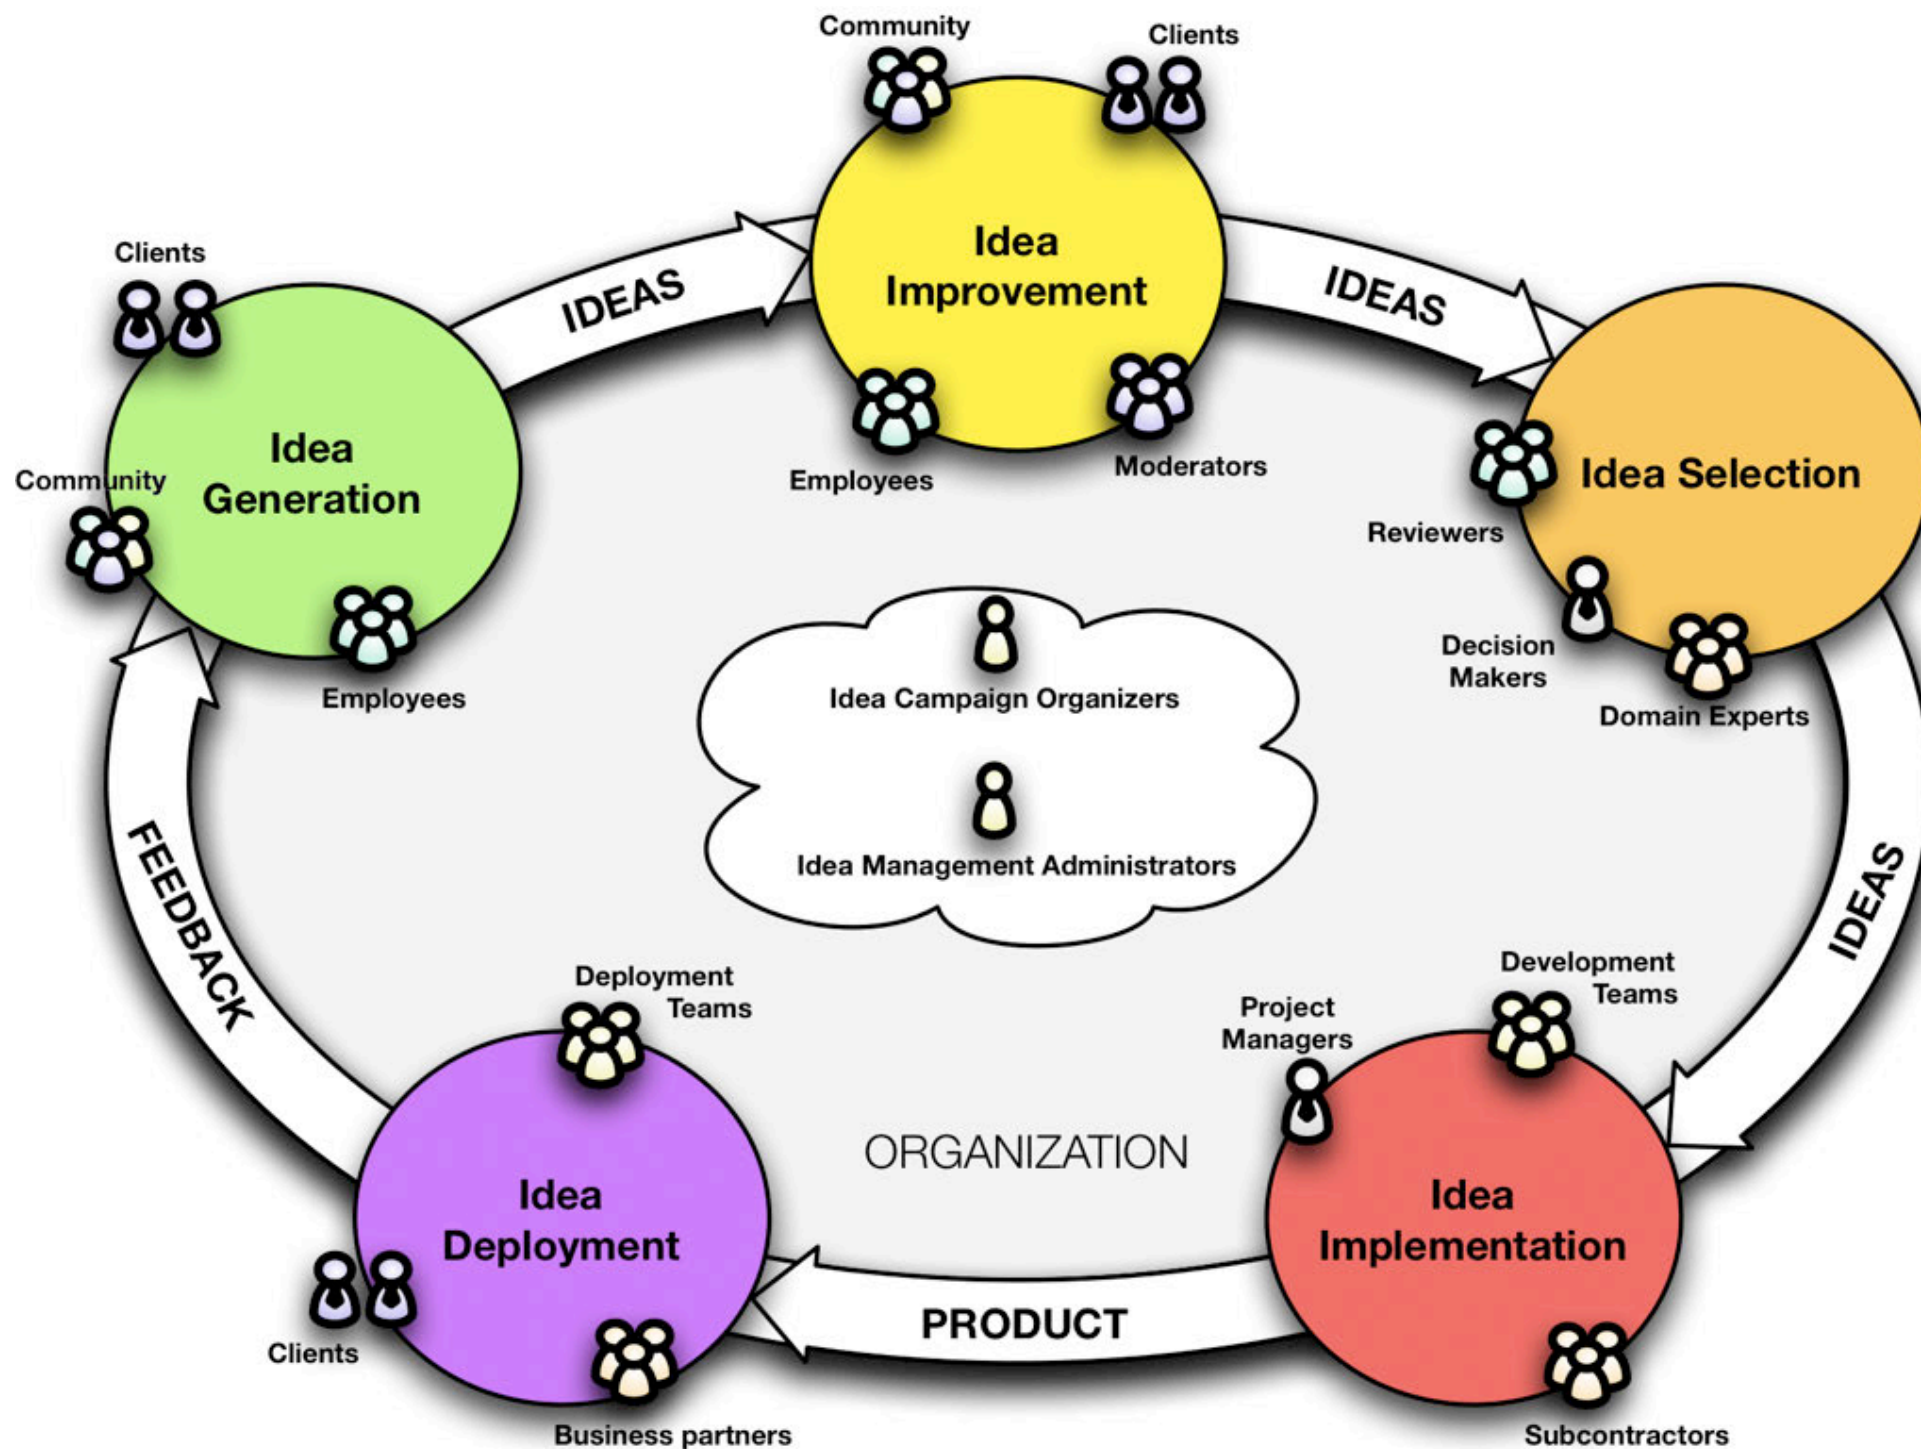 Community
Clients
Idea
Improvement
Employees
Moderators
IDEAS
IDEAS
Clients
Idea
Generation
Community
Employees
Idea Selection
Reviewers
Decision
Makers
Domain Experts
Idea Campaign Organizers
Idea Management Administrators
IDEAS
FEEDBACK
Development
Teams
Project
Managers
Idea
Implementation
Subcontractors
ORGANIZATION
PRODUCT
Deployment
Teams
Idea
Deployment
Clients
Business partners